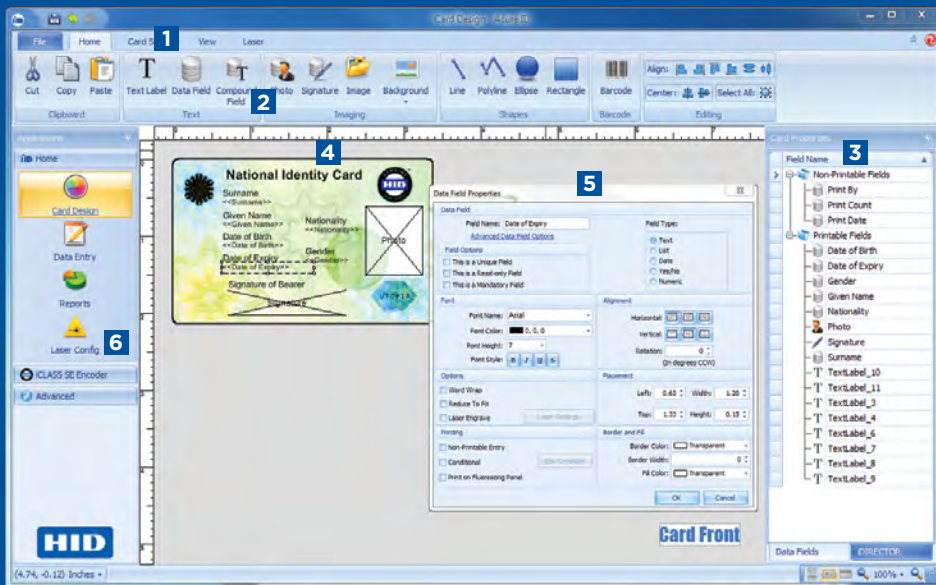 Card Design - Asure ID
File Home Card S 1 View Laser
Cut Copy Paste Text Label Data Field Compound Field 2 Photo Signature Image Background Line Polyline Ellipse Rectangle Barcode
Align:
Center: Select All:
Clipboard Text Imaging Shapes Barcode Editing
Applications
Home
Card Design
Data Entry
Reports
Laser Config 6
iCLASS SE Encoder
Advanced
HID
4
National Identity Card
HID
Surname
<<Surname>>
Given Name
<<Given Name>>
Nationality
<<Nationality>>
Date of Birth
<<Date of Birth>>
Gender
<<Gender>>
Date of Expiry
<<Date of Expiry>>
Photo
Signature of Bearer
Signature
UTOPIA
5
Data Field Properties
Data Field
Field Name: Date of Expiry
Advanced Data Field Options
Field Options
This is a Unique Field
This is a Read-only Field
This is a Mandatory Field
Field Type:
Text
List
Date
Yes/No
Numeric
Font
Font Name: Arial
Font Color: 0, 0, 0
Font Height: 7
Font Style: B I U S
Alignment
Horizontal:
Vertical:
Rotation: 0
(in degrees CCW)
Options
Word Wrap
Reduce To Fit
Laser Engrave
Placement
Left: 0.63 Width: 1.20
Top: 1.33 Height: 0.15
Printing
Non-Printable Entry
Conditional
Print on Fluorescing Panel
Border and Fill
Border Color: Transparent
Border Width: 0
Fill Color: Transparent
OK Cancel
Card Front
Card Properties
Field Name 3
Non-Printable Fields
Print By
Print Count
Print Date
Printable Fields
Date of Birth
Date of Expiry
Gender
Given Name
Nationality
Photo
Signature
Surname
TextLabel_10
TextLabel_11
TextLabel_3
TextLabel_4
TextLabel_6
TextLabel_7
TextLabel_8
TextLabel_9
Data Fields DIRECTOR
(4.74, -0.12) Inches
100%